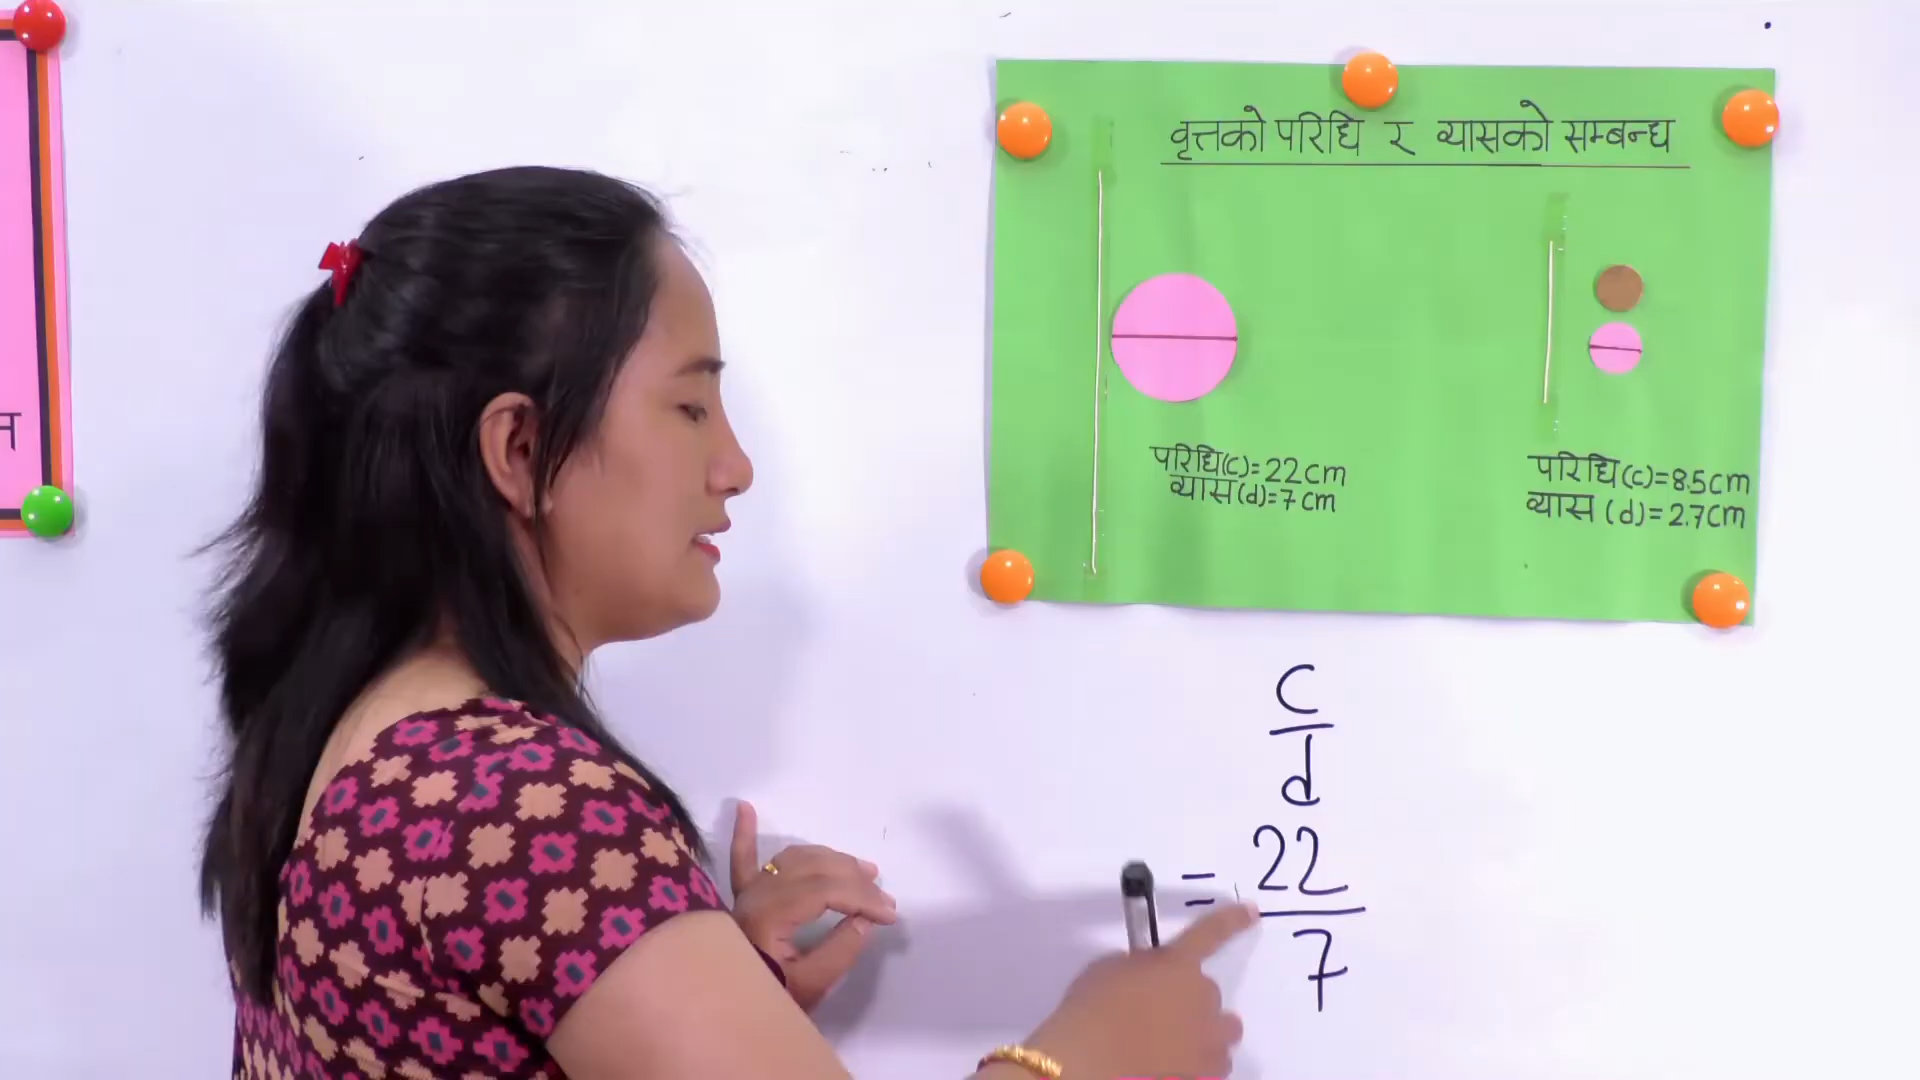 वृत्तको परिधि र व्यासको सम्बन्ध
परिधि(c)=22cm
व्यास(d)=7cm
परिधि(c)=8.5cm
व्यास (d)=2.7cm
C
d
= 22
7